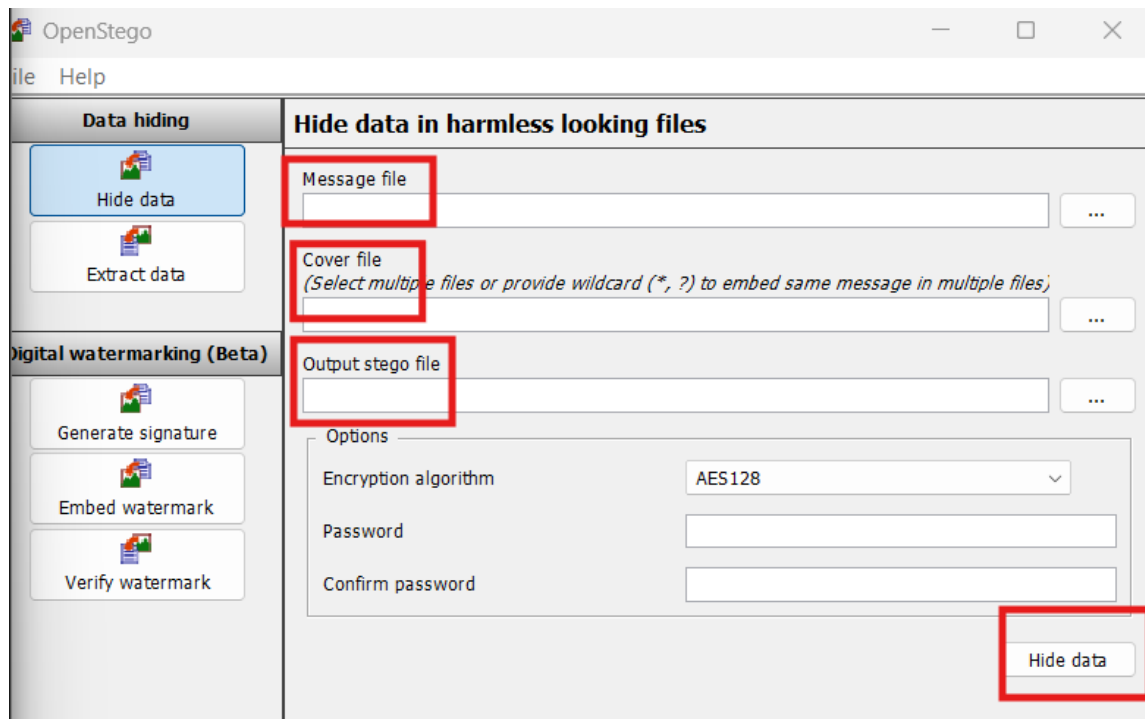 OpenStego
ile Help
Data hiding
Hide data
Extract data
Digital watermarking (Beta)
Generate signature
Embed watermark
Verify watermark
Hide data in harmless looking files
Message file
...
Cover file
(Select multiple files or provide wildcard (*, ?) to embed same message in multiple files)
...
Output stego file
...
Options
Encryption algorithm AES128
Password
Confirm password
Hide data